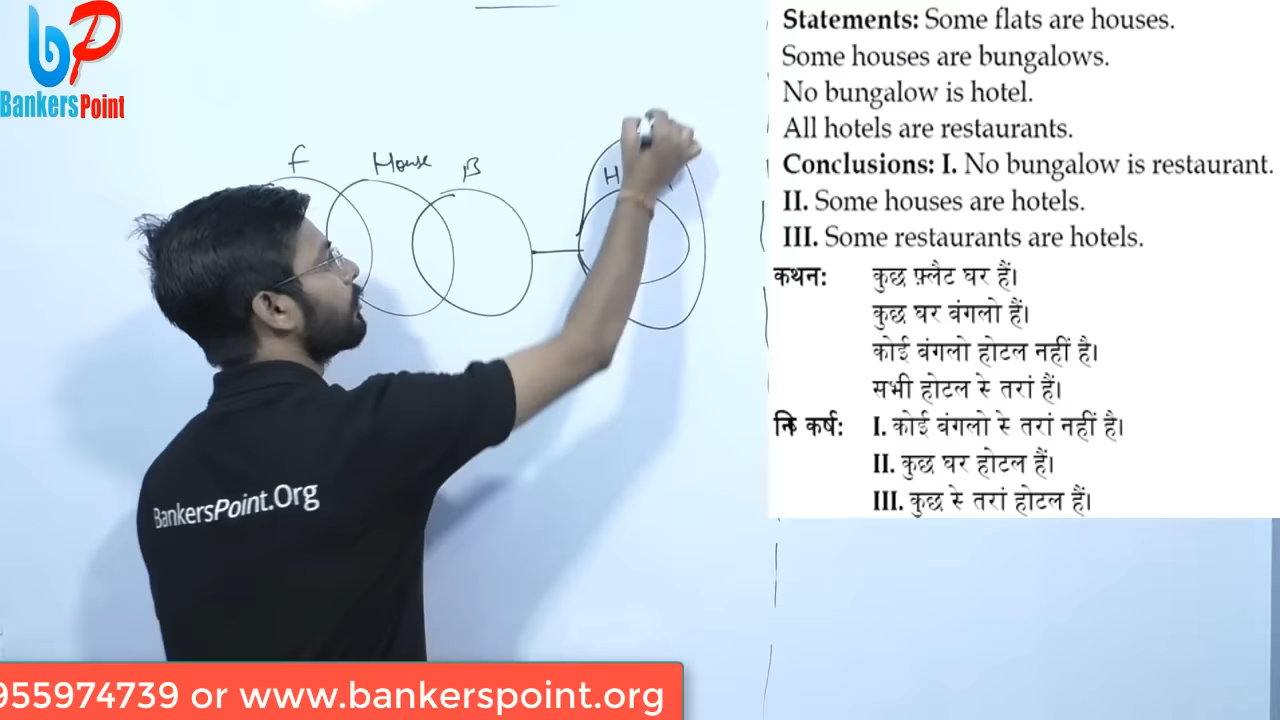 bp
BankersPoint
F
House
B
H
BankersPoint.Org
Statements: Some flats are houses.
Some houses are bungalows.
No bungalow is hotel.
All hotels are restaurants.
Conclusions: I. No bungalow is restaurant.
II. Some houses are hotels.
III. Some restaurants are hotels.
कथन: कुछ फ़्लैट घर हैं।
कुछ घर बंगलो हैं।
कोई बंगलो होटल नहीं है।
सभी होटल रे तरां हैं।
नि कर्ष: I. कोई बंगलो रे तरां नहीं है।
II. कुछ घर होटल हैं।
III. कुछ रे तरां होटल हैं।
955974739 or www.bankerspoint.org